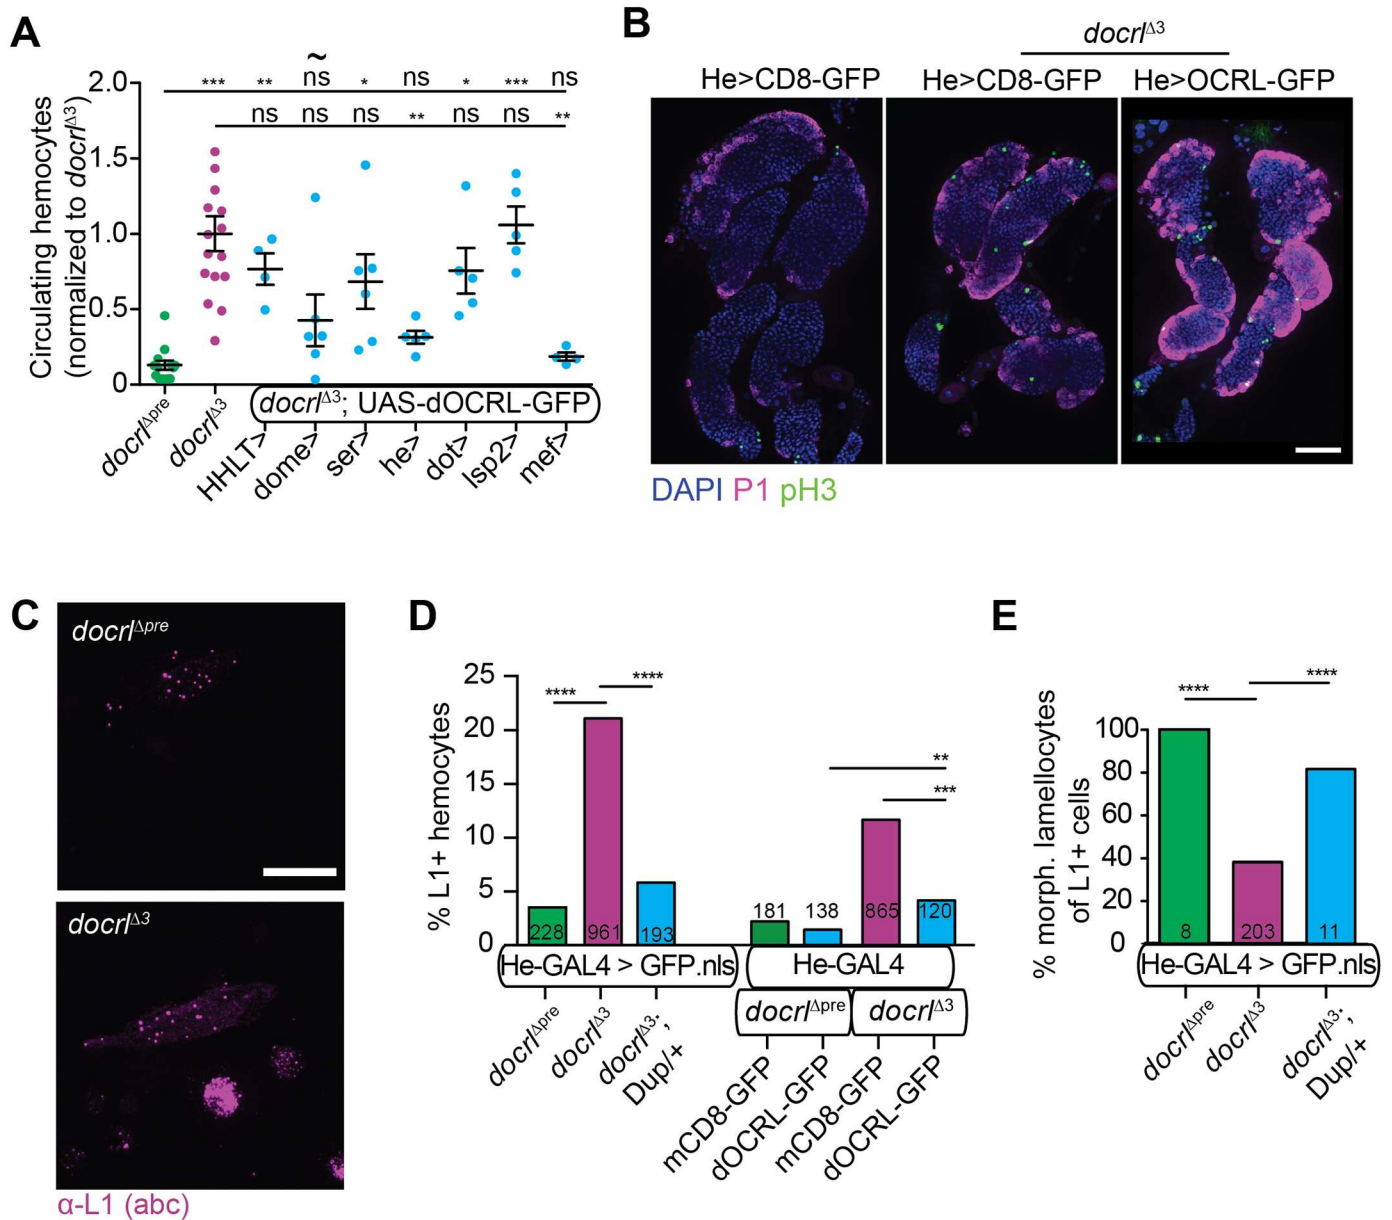 A
Circulating hemocytes
(normalized to docrlΔ3)
2.0
1.5
1.0
0.5
0
~
*** ** ns * ns * *** ns
ns ns ns ** ns ns **
docrlΔ3; UAS-dOCRL-GFP
docrlΔpre
docrlΔ3
HHLT>
dome>
ser>
he>
dot>
lsp2>
mef>
B
docrlΔ3
He>CD8-GFP
He>CD8-GFP
He>OCRL-GFP
DAPI P1 pH3
C
docrlΔpre
docrlΔ3
α-L1 (abc)
D
% L1+ hemocytes
25
20
15
10
5
0
****
****
**
***
228
961
193
181
138
865
120
He-GAL4 > GFP.nls
He-GAL4
docrlΔpre
docrlΔ3
docrlΔpre
docrlΔ3
docrlΔ3;
Dup/+
mCD8-GFP
dOCRL-GFP
mCD8-GFP
dOCRL-GFP
E
% morph. lamellocytes
of L1+ cells
100
80
60
40
20
0
****
****
8
203
11
He-GAL4 > GFP.nls
docrlΔpre
docrlΔ3
docrlΔ3;
Dup/+